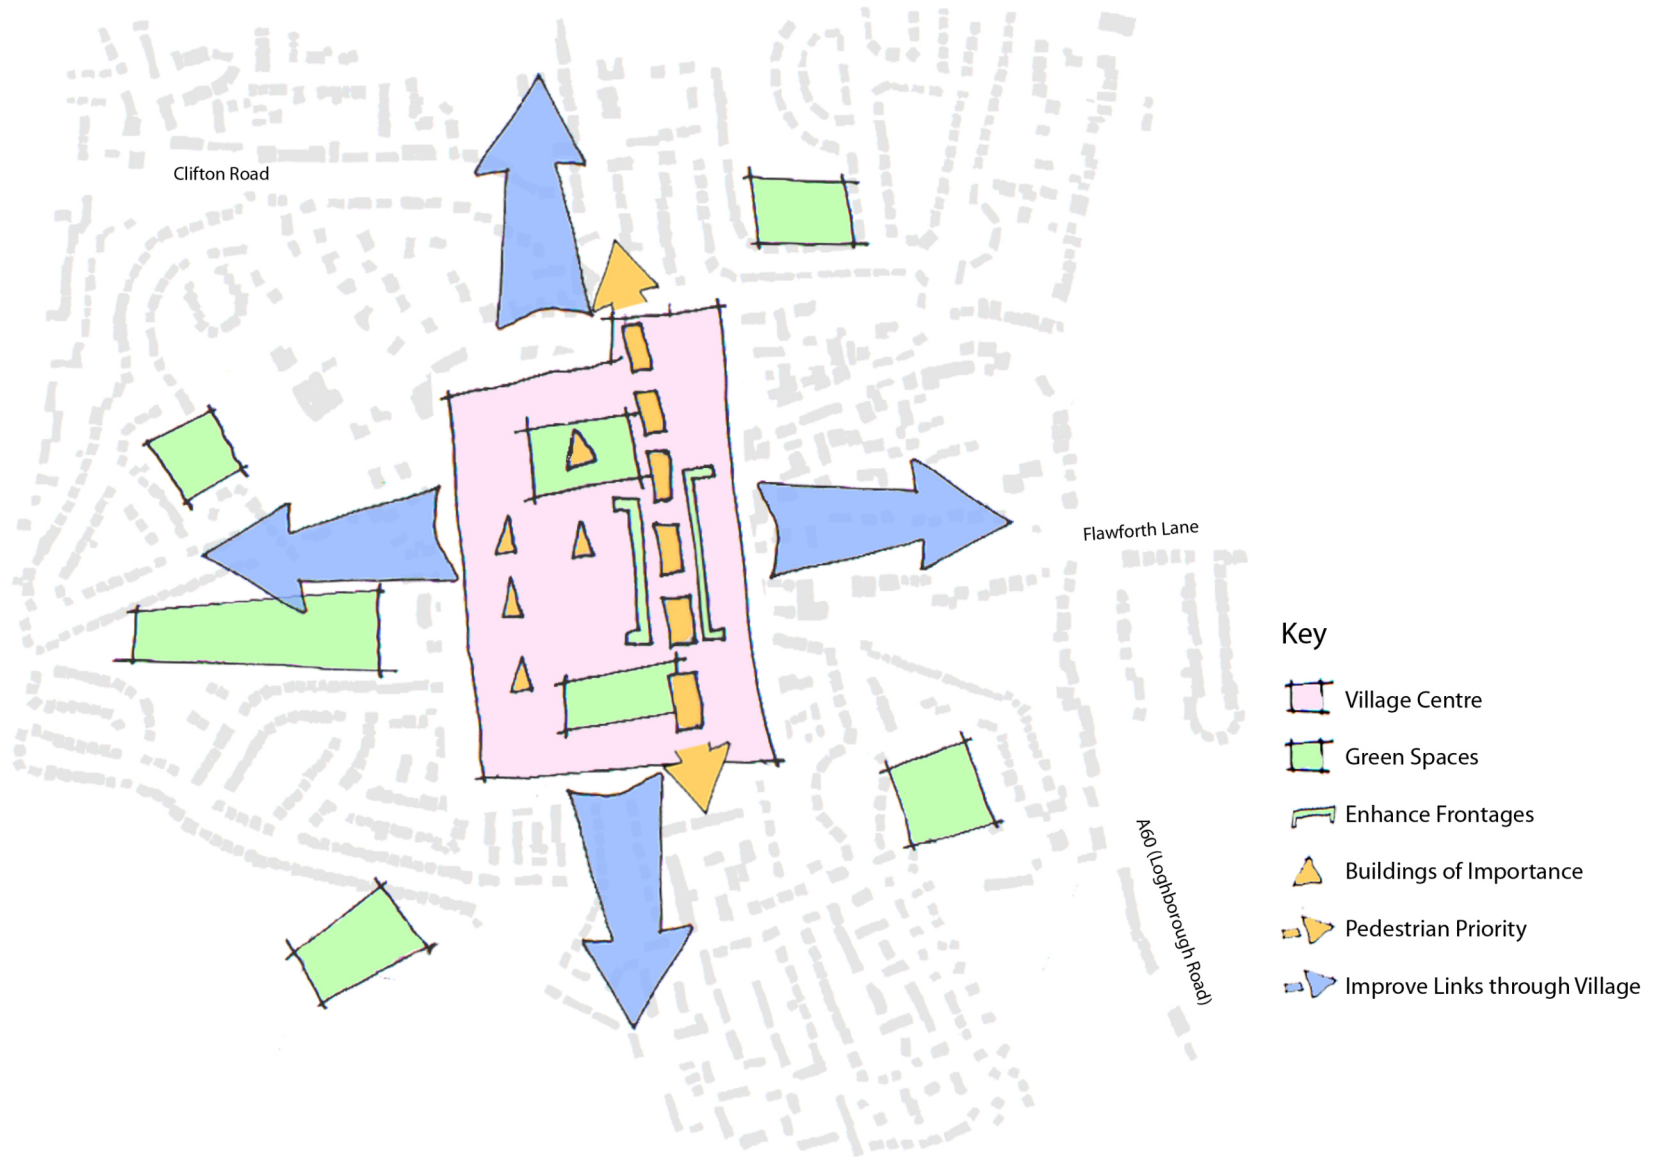 Clifton Road
Flawforth Lane
A60 (Loghborough Road)
Key
Village Centre
Green Spaces
Enhance Frontages
Buildings of Importance
Pedestrian Priority
Improve Links through Village